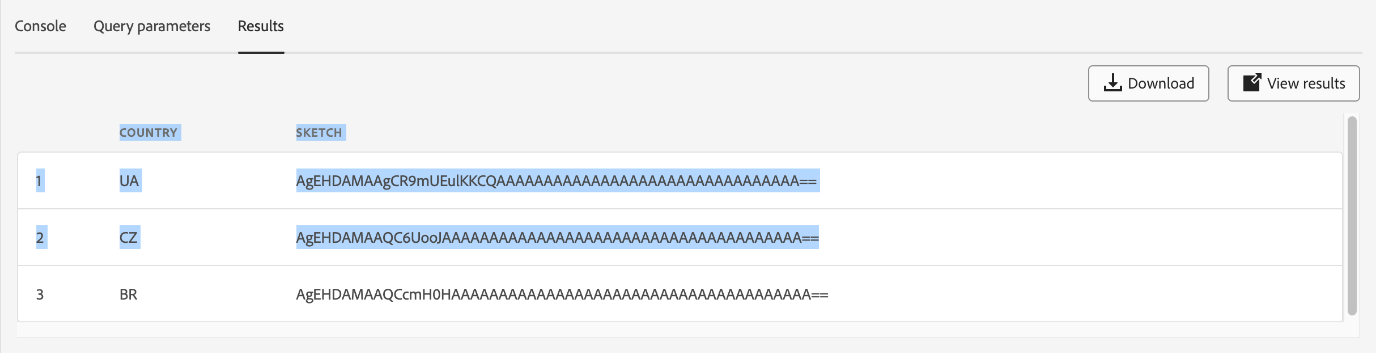 Console Query parameters Results
Download View results
COUNTRY SKETCH
1 UA AgEHDAMAAgCR9mUEulKKCQAAAAAAAAAAAAAAAAAAAAAAAAAAAAAAAA==
2 CZ AgEHDAMAAQC6UooJAAAAAAAAAAAAAAAAAAAAAAAAAAAAAAAAAAAAAA==
3 BR AgEHDAMAAQCcmH0HAAAAAAAAAAAAAAAAAAAAAAAAAAAAAAAAAAAAAA==